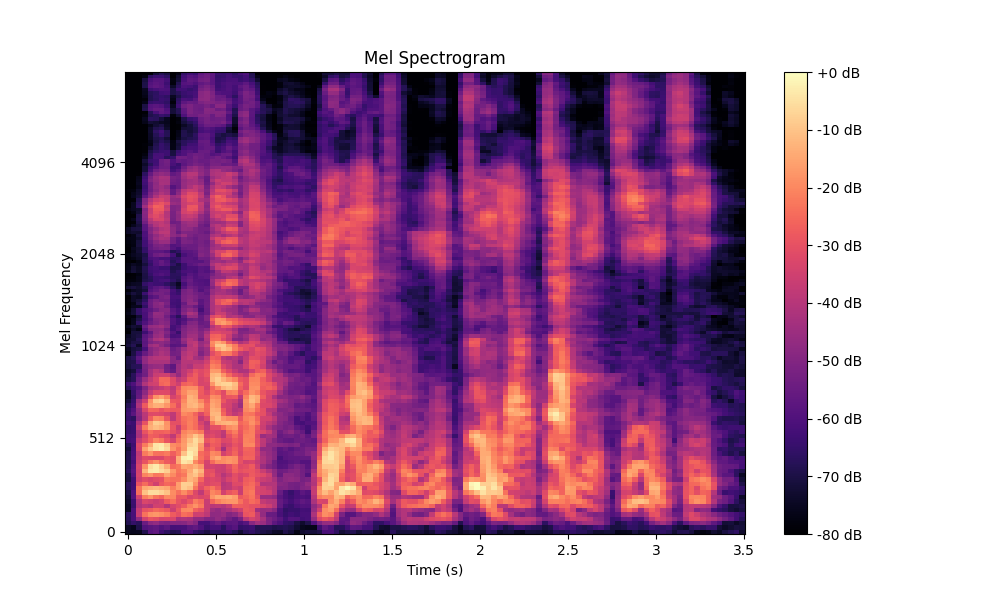 Mel Spectrogram
Mel Frequency
4096
2048
1024
512
0
0
0.5
1
1.5
2
2.5
3
3.5
Time (s)
+0 dB
-10 dB
-20 dB
-30 dB
-40 dB
-50 dB
-60 dB
-70 dB
-80 dB